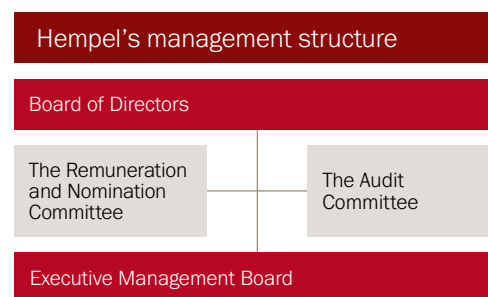 Hempel's management structure
Board of Directors
The Remuneration
and Nomination
Committee
The Audit
Committee
Executive Management Board